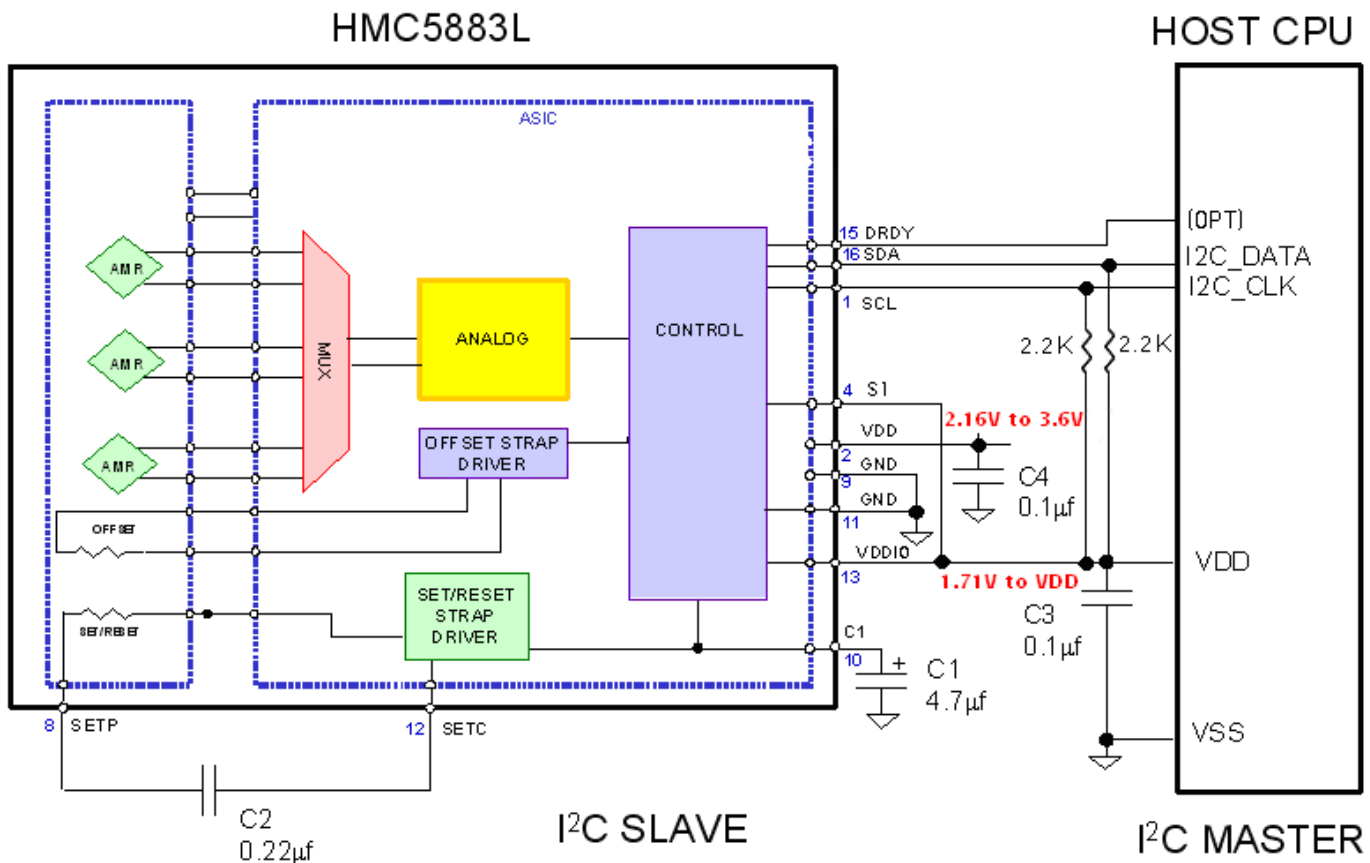 HMC5883L
HOST CPU
ASIC
AMR
AMR
AMR
MUX
ANALOG
CONTROL
OFFSET STRAP
DRIVER
OFFSET
SET/RESET
STRAP
DRIVER
SET/RESET
15 DRDY
16 SDA
1 SCL
4 S1
VDD
2
GND
9
GND
11
VDDIO
13
C1
10
(OPT)
I2C_DATA
I2C_CLK
2.2K
2.2K
2.16V to 3.6V
C4
0.1µf
1.71V to VDD
VDD
C3
0.1µf
+
C1
4.7µf
VSS
8 SETP
12 SETC
C2
0.22µf
I²C SLAVE
I²C MASTER